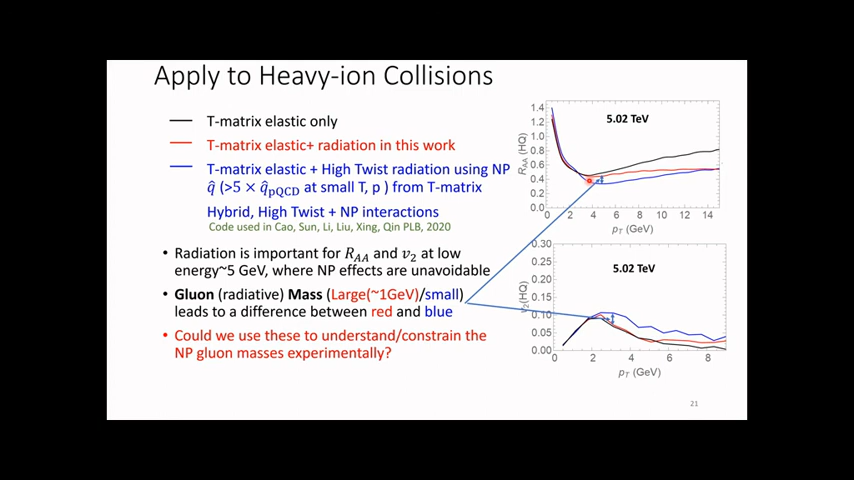 Apply to Heavy-ion Collisions
T-matrix elastic only
T-matrix elastic+ radiation in this work
T-matrix elastic + High Twist radiation using NP
q̂ (>5 × q̂pQCD at small T, p ) from T-matrix
Hybrid, High Twist + NP interactions
Code used in Cao, Sun, Li, Liu, Xing, Qin PLB, 2020
• Radiation is important for RAA and v2 at low
energy~5 GeV, where NP effects are unavoidable
• Gluon (radiative) Mass (Large(~1GeV)/small)
leads to a difference between red and blue
• Could we use these to understand/constrain the
NP gluon masses experimentally?
5.02 TeV
RAA (HQ)
1.4
1.2
1.0
0.8
0.6
0.4
0.2
0.0
0 2 4 6 8 10 12 14
pT (GeV)
5.02 TeV
v2(HQ)
0.30
0.25
0.20
0.15
0.10
0.05
0.00
0 2 4 6 8
pT (GeV)
21